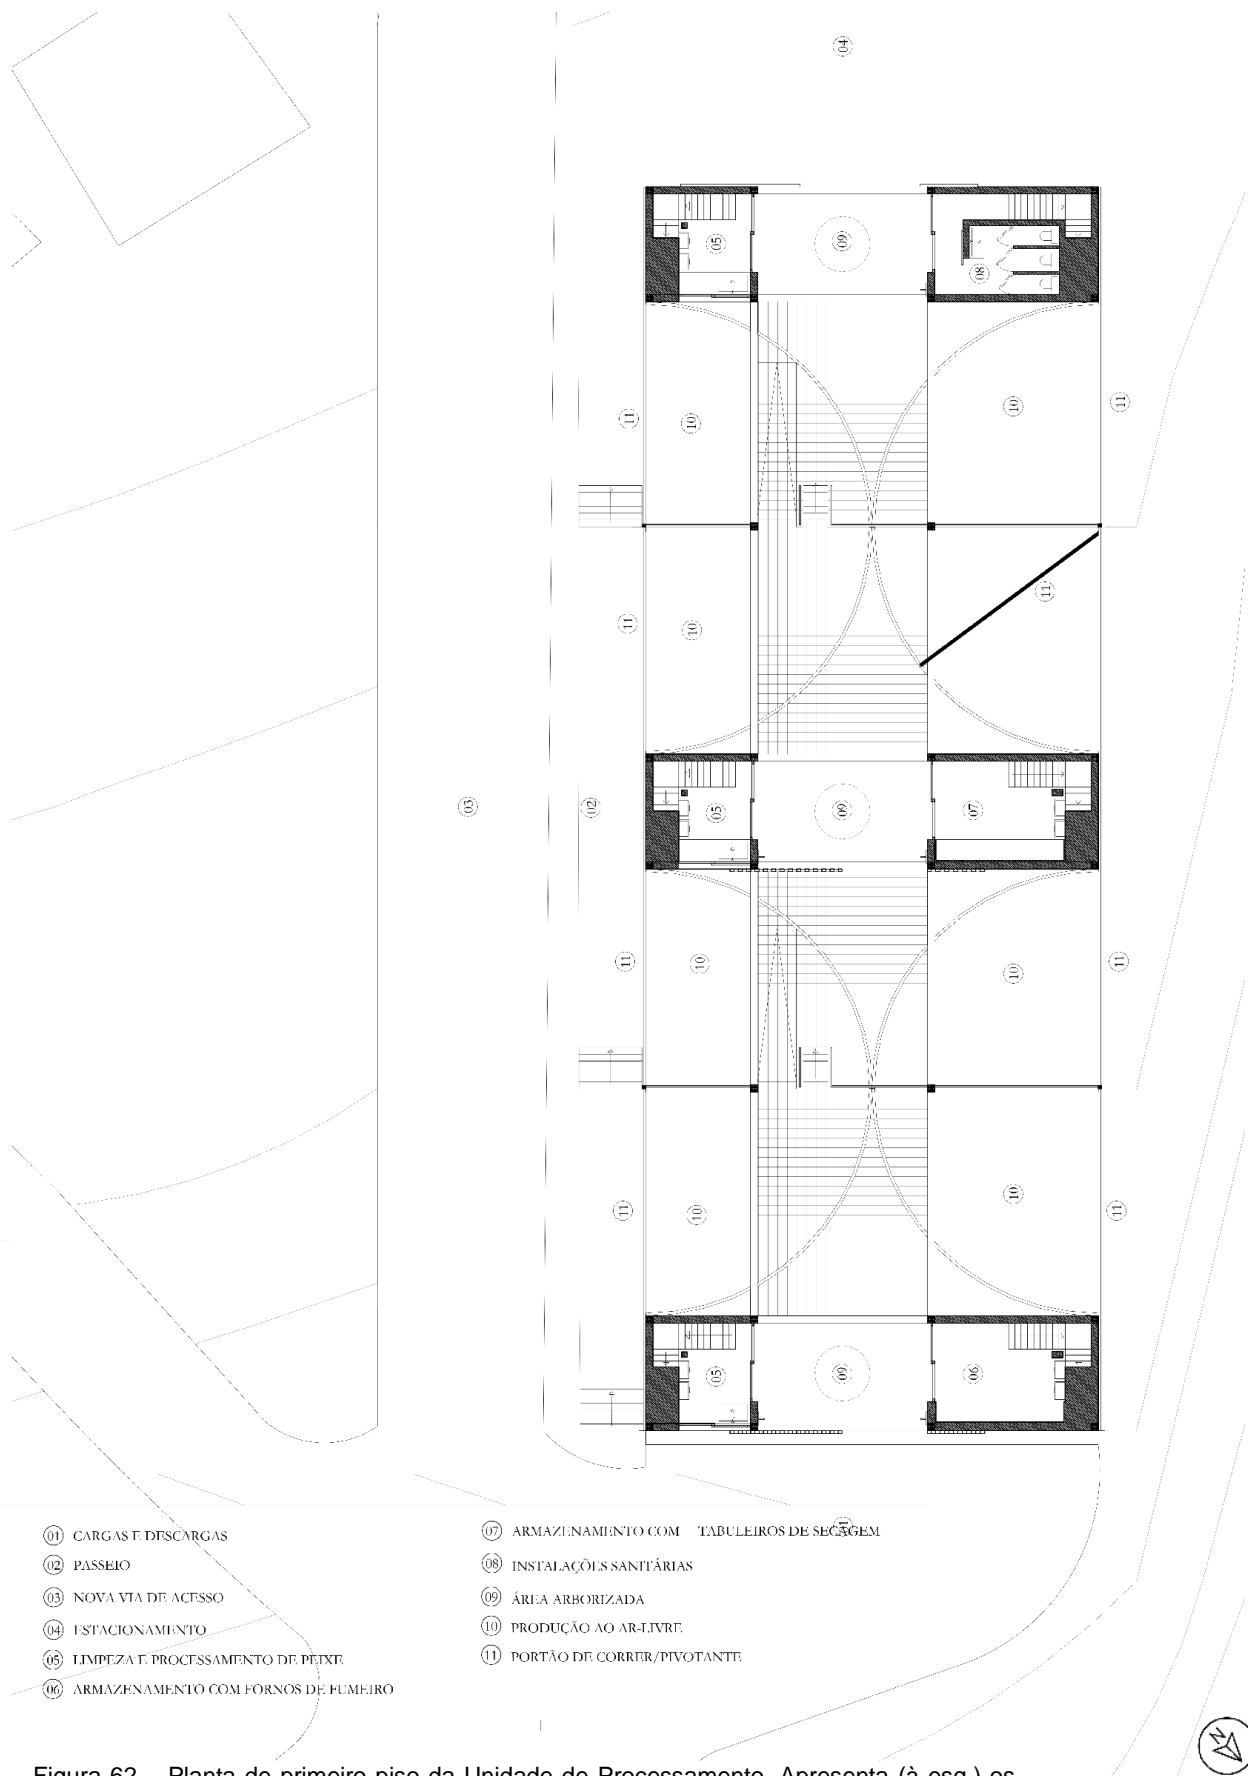 04
05
09
08
11
10
10
11
11
11
10
03
02
05
09
07
11
10
10
11
11
10
10
11
05
09
06
01
01 CARGAS E DESCARGAS
02 PASSEIO
03 NOVA VIA DE ACESSO
04 ESTACIONAMENTO
05 LIMPEZA E PROCESSAMENTO DE PEIXE
06 ARMAZENAMENTO COM FORNOS DE FUMEIRO
07 ARMAZENAMENTO COM TABULEIROS DE SECAGEM
08 INSTALAÇÕES SANITÁRIAS
09 ÁREA ARBORIZADA
10 PRODUÇÃO AO AR-LIVRE
11 PORTÃO DE CORRER/PIVOTANTE
N
Figura 62 - Planta do primeiro piso da Unidade de Processamento. Apresenta (à esq.) os